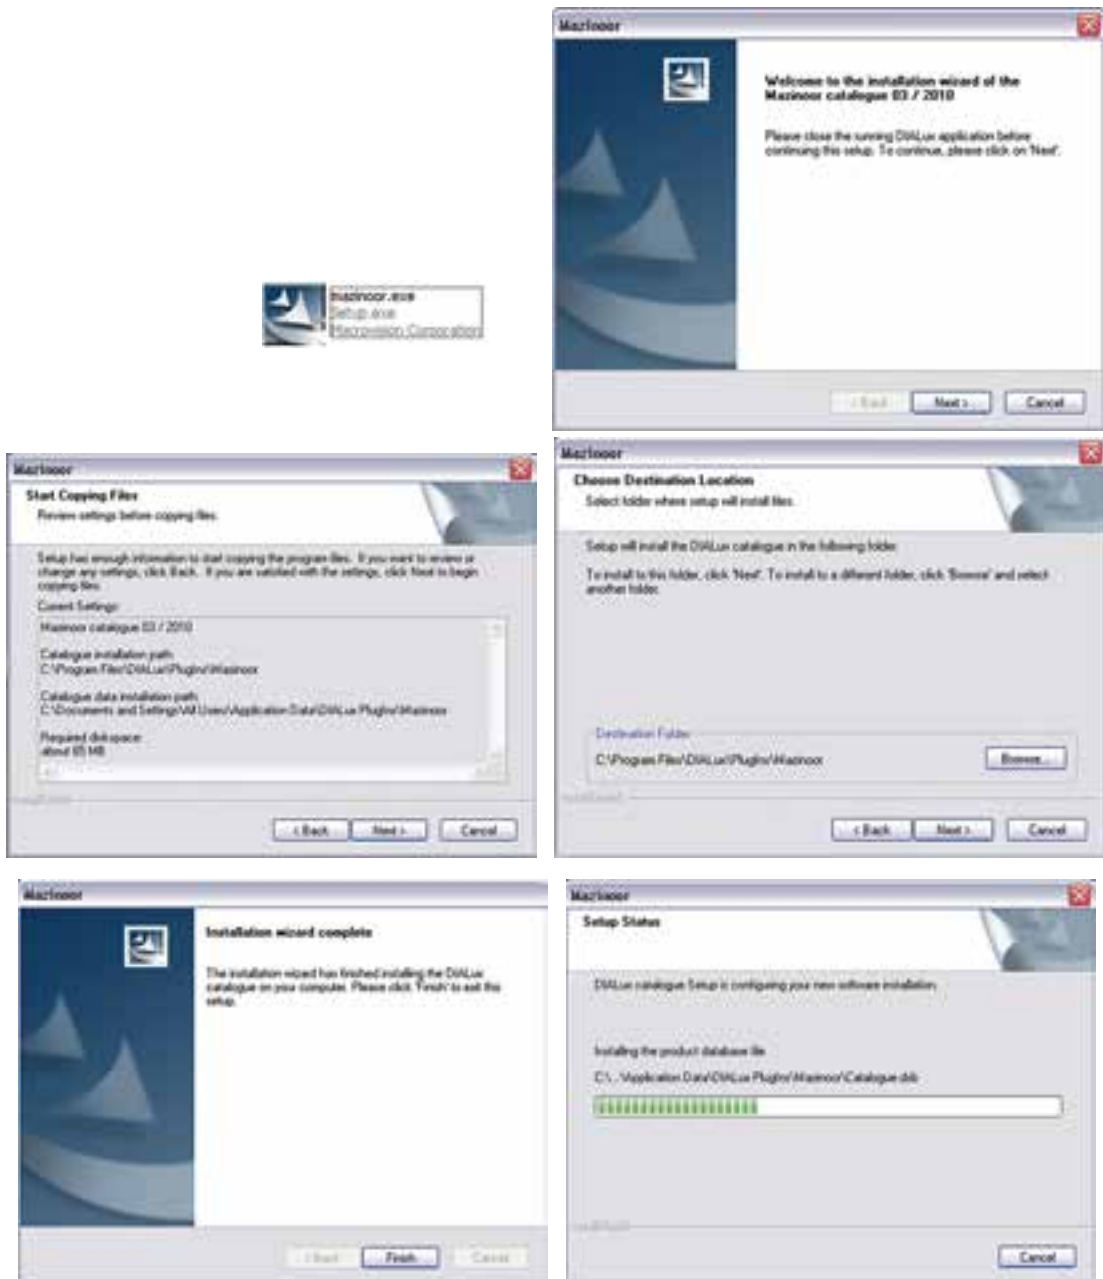 mazinoor.exe
Setup.exe
Macrovision Corporation
Mazinoor
Welcome to the installation wizard of the
Mazinoor catalogue 03 / 2010
Please close the running DIALux application before
continuing this setup. To continue, please click on 'Next'.
< Back
Next >
Cancel
Mazinoor
Start Copying Files
Review settings before copying files.
Setup has enough information to start copying the program files. If you want to review or
change any settings, click Back. If you are satisfied with the settings, click Next to begin
copying files.
Current Settings:
Mazinoor catalogue 03 / 2010
Catalogue installation path:
C:\Program Files\DIALux\PlugIns\Mazinoor
Catalogue data installation path:
C:\Documents and Settings\All Users\Application Data\DIALux PlugIns\Mazinoor
Required diskspace:
about 65 MB
InstallShield
< Back
Next >
Cancel
Mazinoor
Choose Destination Location
Select folder where setup will install files.
Setup will install the DIALux catalogue in the following folder.
To install to this folder, click 'Next'. To install to a different folder, click 'Browse' and select
another folder.
Destination Folder
C:\Program Files\DIALux\PlugIns\Mazinoor
Browse...
InstallShield
< Back
Next >
Cancel
Mazinoor
Installation wizard complete
The installation wizard has finished installing the DIALux
catalogue on your computer. Please click 'Finish' to exit this
setup.
< Back
Finish
Cancel
Mazinoor
Setup Status
DIALux catalogue Setup is configuring your new software installation.
Installing the product database file
C:\...\Application Data\DIALux PlugIns\Mazinoor\Catalogue.ddb
InstallShield
Cancel